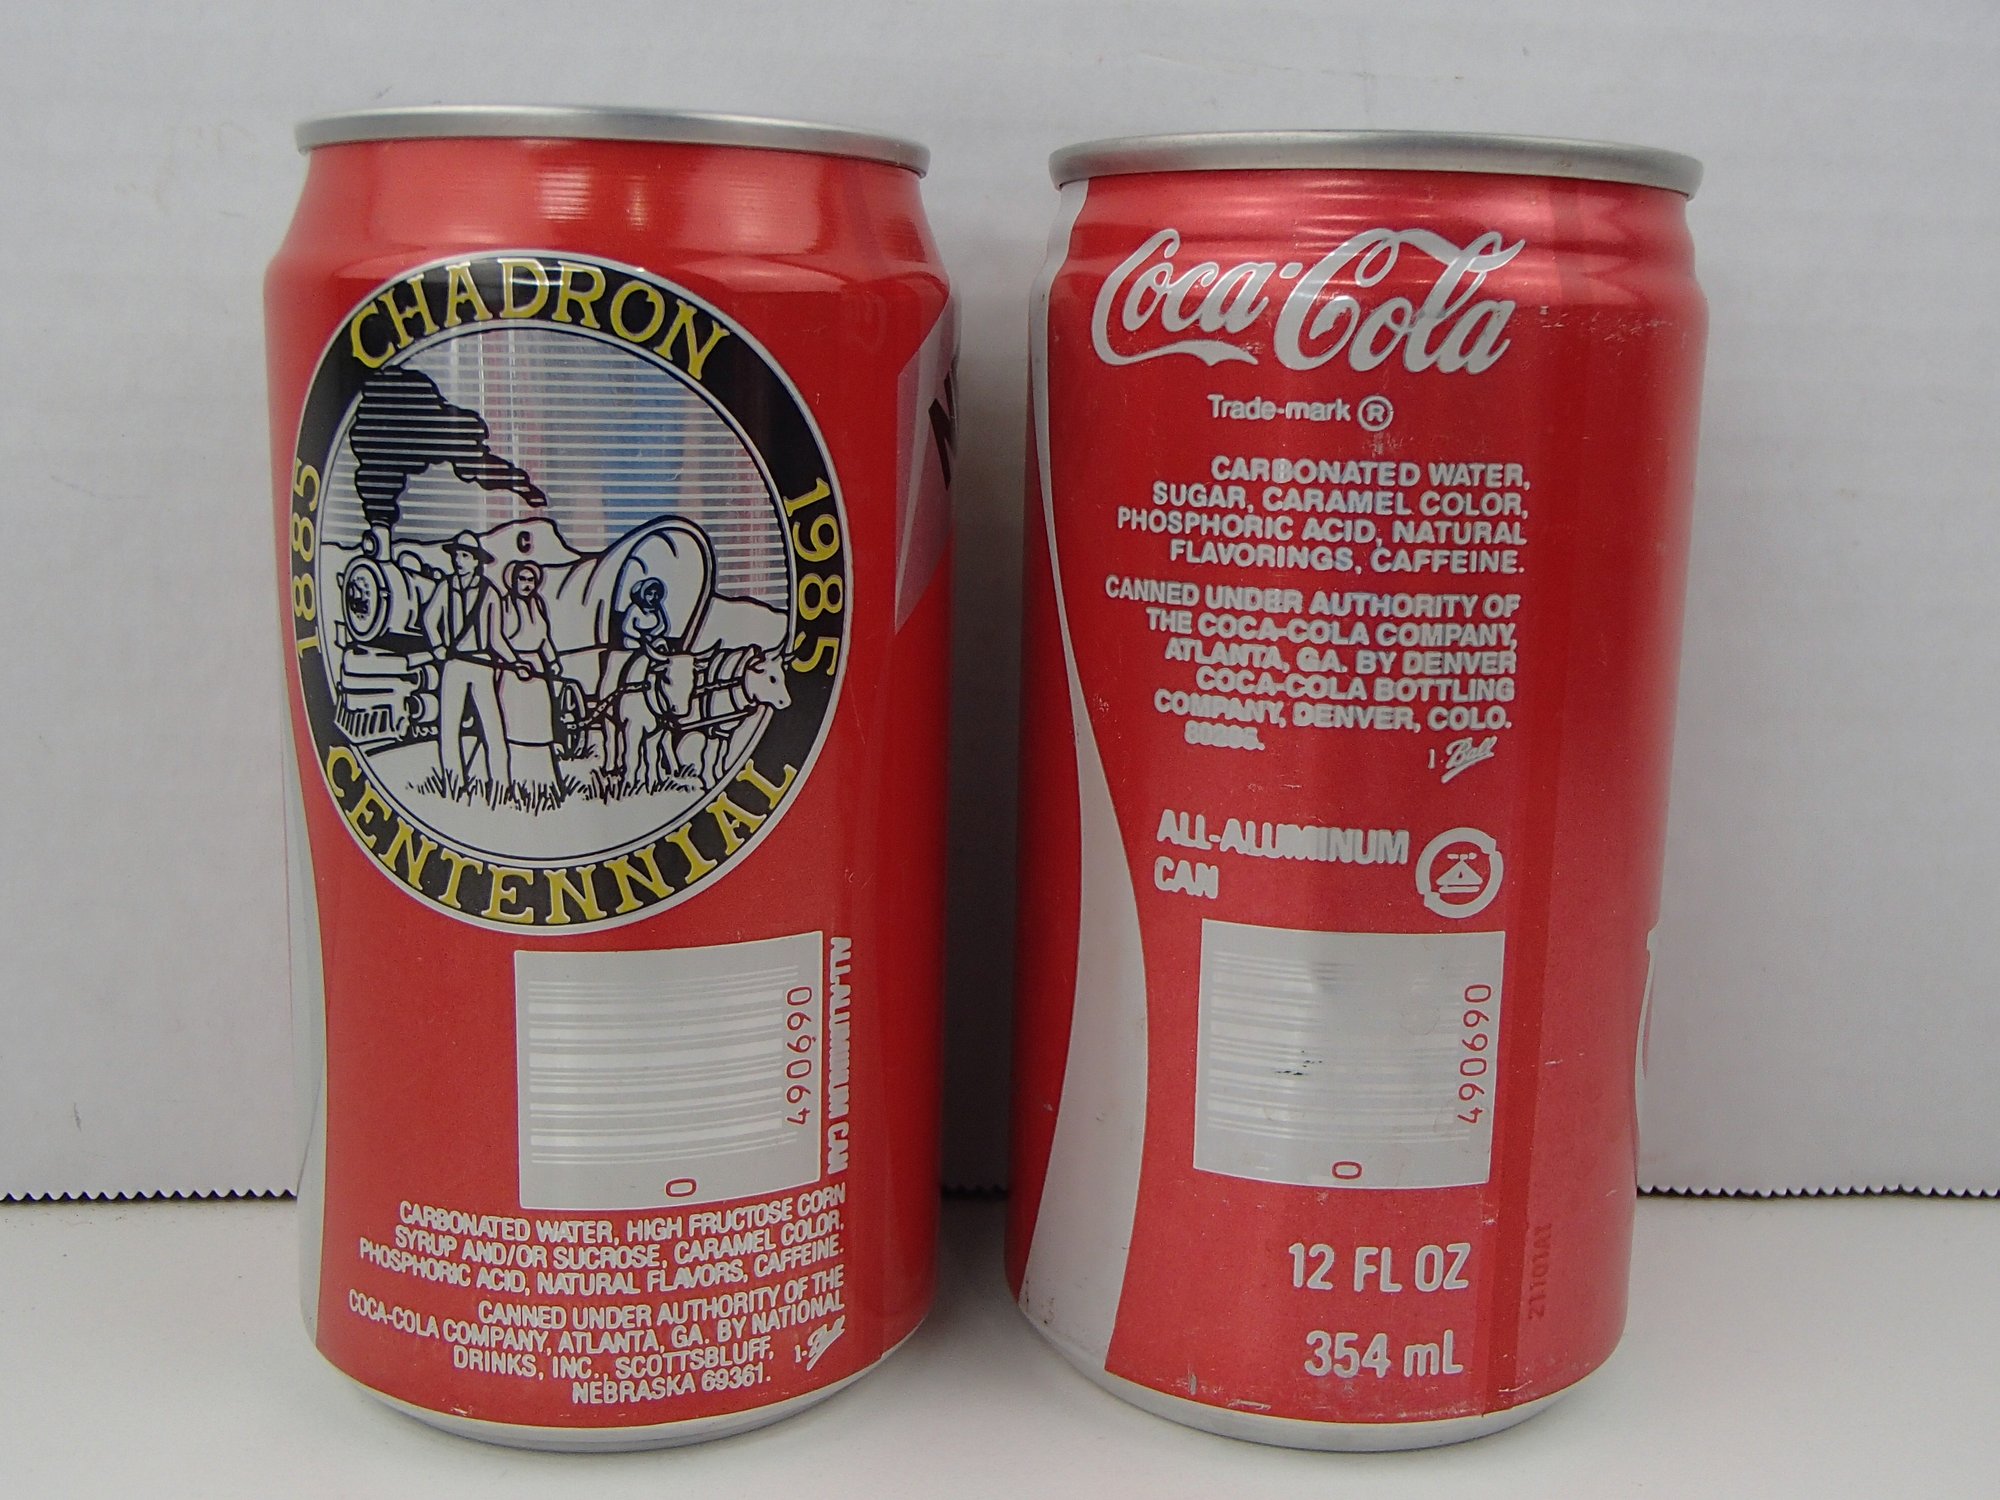 CHADRON
1885
1985
CENTENNIAL
C
490690
0
ALL-ALUMINUM CAN
CARBONATED WATER, HIGH FRUCTOSE CORN
SYRUP AND/OR SUCROSE, CARAMEL COLOR,
PHOSPHORIC ACID, NATURAL FLAVORS, CAFFEINE.
CANNED UNDER AUTHORITY OF THE
COCA-COLA COMPANY, ATLANTA, GA. BY NATIONAL
DRINKS, INC., SCOTTSBLUFF,
NEBRASKA 69361.
1-Ball
Coca-Cola
Trade-mark ®
CARBONATED WATER,
SUGAR, CARAMEL COLOR,
PHOSPHORIC ACID, NATURAL
FLAVORINGS, CAFFEINE.
CANNED UNDER AUTHORITY OF
THE COCA-COLA COMPANY,
ATLANTA, GA. BY DENVER
COCA-COLA BOTTLING
COMPANY, DENVER, COLO.
1-Ball
ALL-ALUMINUM
CAN
490690
0
12 FL OZ
354 mL